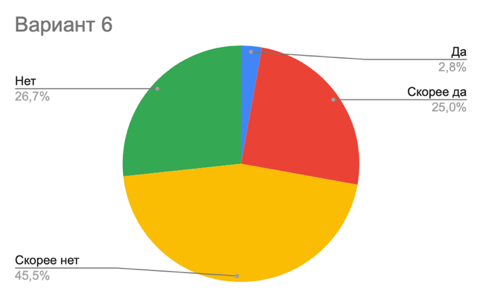 Вариант 6
Да
2,8%
Нет
26,7%
Скорее да
25,0%
Скорее нет
45,5%